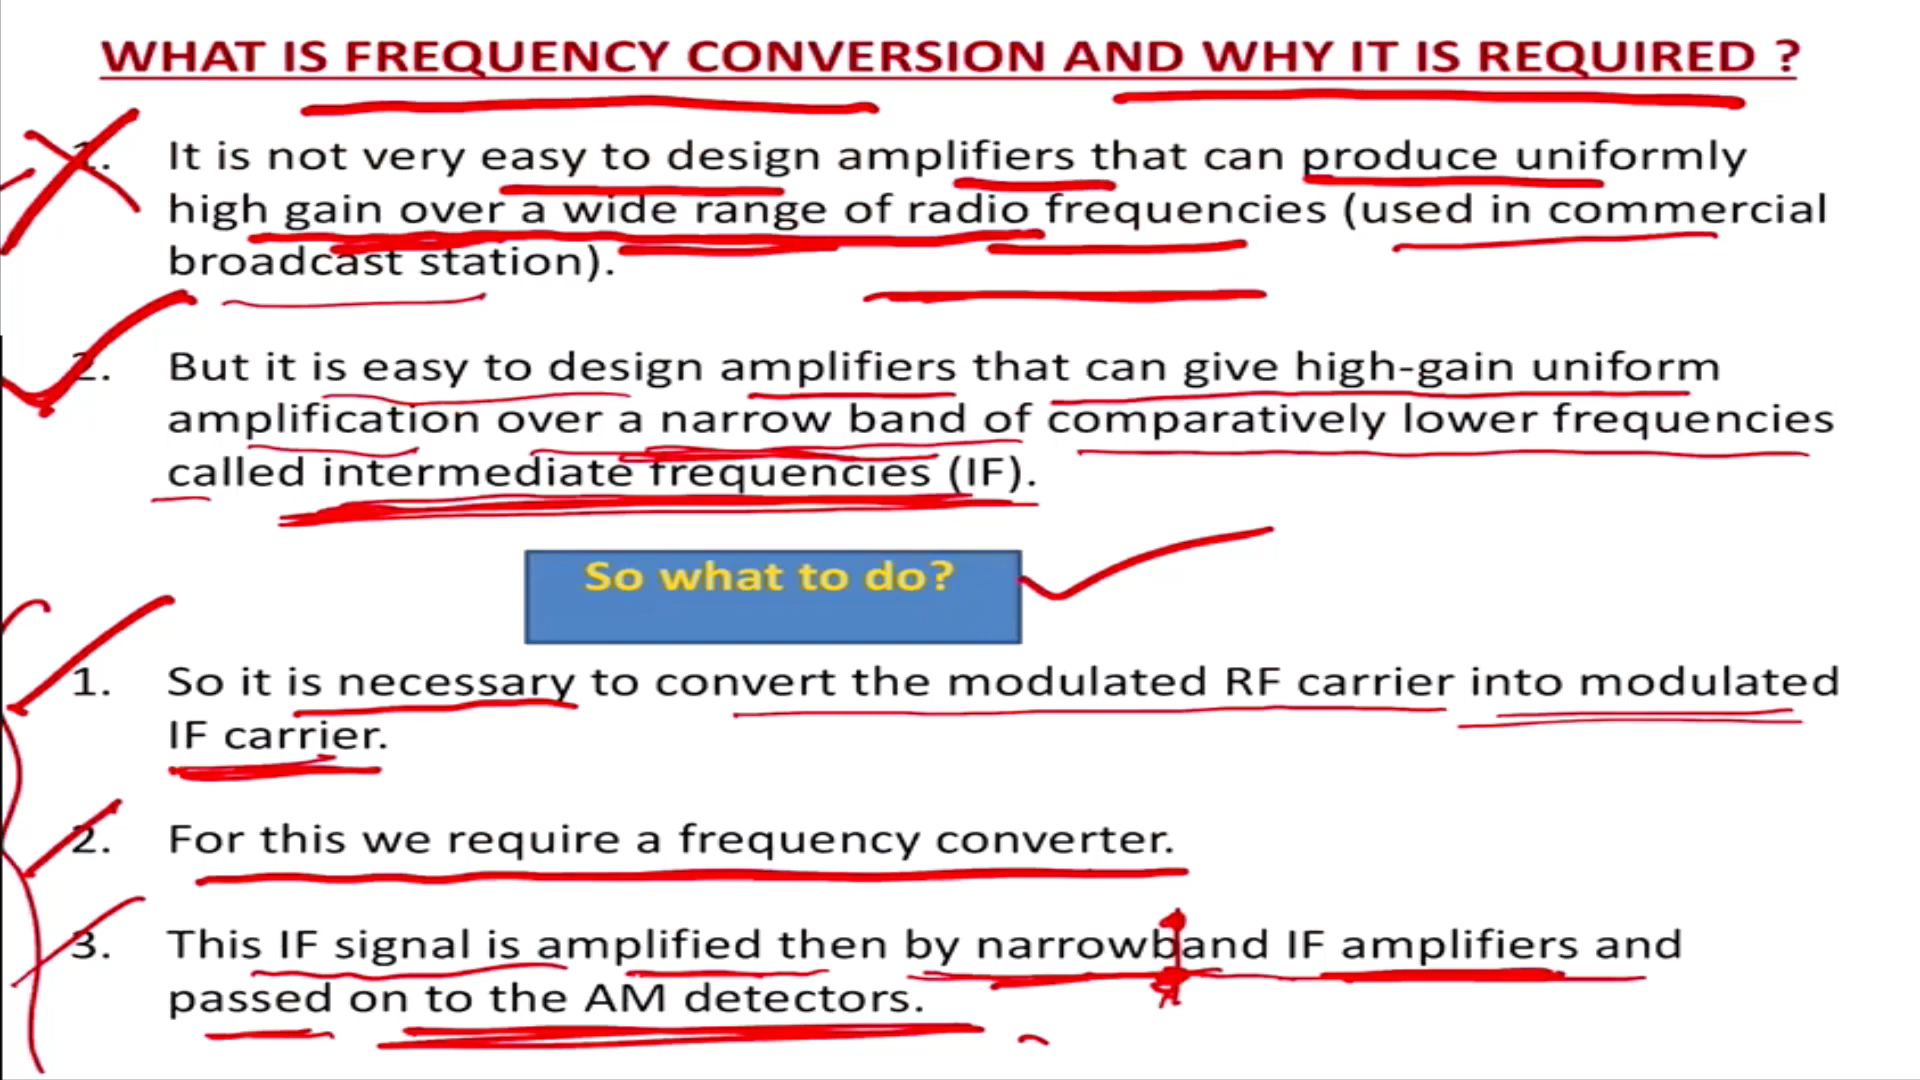 WHAT IS FREQUENCY CONVERSION AND WHY IT IS REQUIRED ?
1. It is not very easy to design amplifiers that can produce uniformly
high gain over a wide range of radio frequencies (used in commercial
broadcast station).
2. But it is easy to design amplifiers that can give high-gain uniform
amplification over a narrow band of comparatively lower frequencies
called intermediate frequencies (IF).
So what to do?
1. So it is necessary to convert the modulated RF carrier into modulated
IF carrier.
2. For this we require a frequency converter.
3. This IF signal is amplified then by narrowband IF amplifiers and
passed on to the AM detectors.